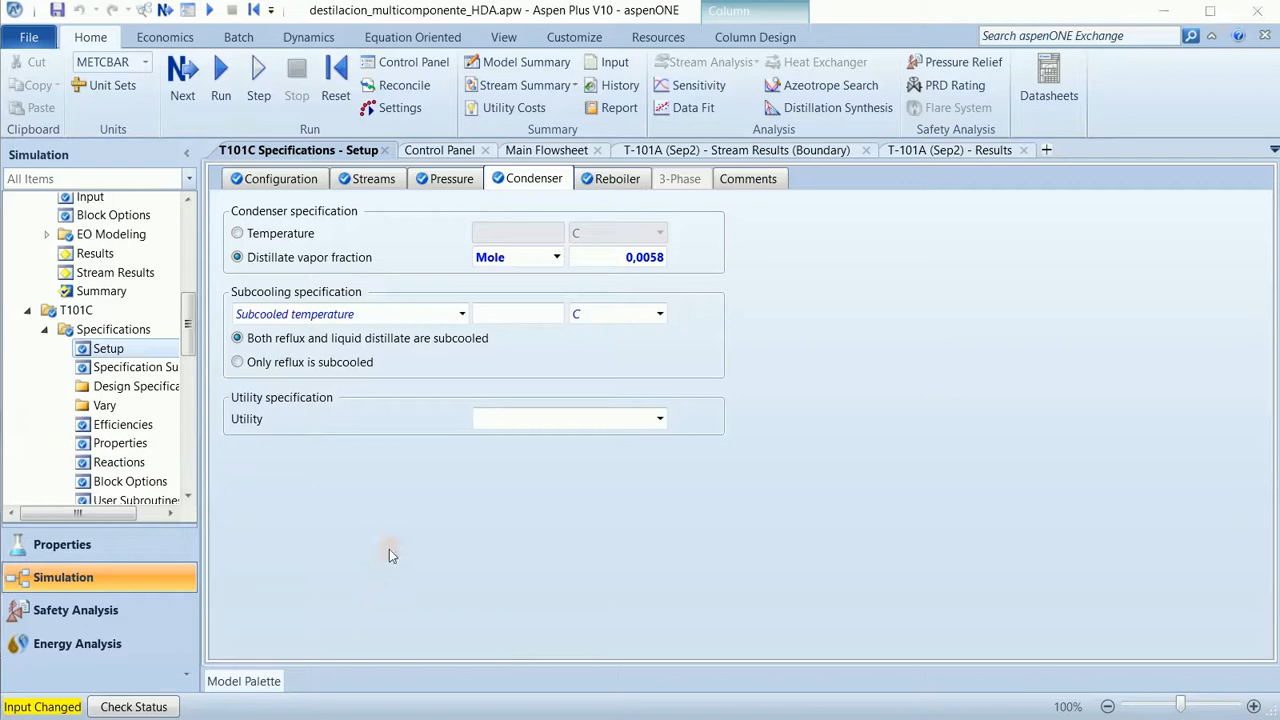 destilacion_multicomponente_HDA.apw - Aspen Plus V10 - aspenONE
Column
File Home Economics Batch Dynamics Equation Oriented View Customize Resources Column Design Search aspenONE Exchange
Cut METCBAR Control Panel Model Summary Input Stream Analysis Heat Exchanger Pressure Relief
Copy Unit Sets Next Run Step Stop Reset Reconcile Stream Summary History Sensitivity Azeotrope Search PRD Rating Datasheets
Paste Settings Utility Costs Report Data Fit Distillation Synthesis Flare System
Clipboard Units Run Summary Analysis Safety Analysis
Simulation T101C Specifications - Setup Control Panel Main Flowsheet T-101A (Sep2) - Stream Results (Boundary) T-101A (Sep2) - Results
All Items Configuration Streams Pressure Condenser Reboiler 3-Phase Comments
Input
Block Options
EO Modeling
Results
Stream Results
Summary
T101C
Specifications
Setup
Specification Su
Design Specifica
Vary
Efficiencies
Properties
Reactions
Block Options
User Subroutine
Properties
Simulation
Safety Analysis
Energy Analysis
Condenser specification
Temperature C
Distillate vapor fraction Mole 0,0058
Subcooling specification
Subcooled temperature C
Both reflux and liquid distillate are subcooled
Only reflux is subcooled
Utility specification
Utility
Model Palette
Input Changed Check Status 100%